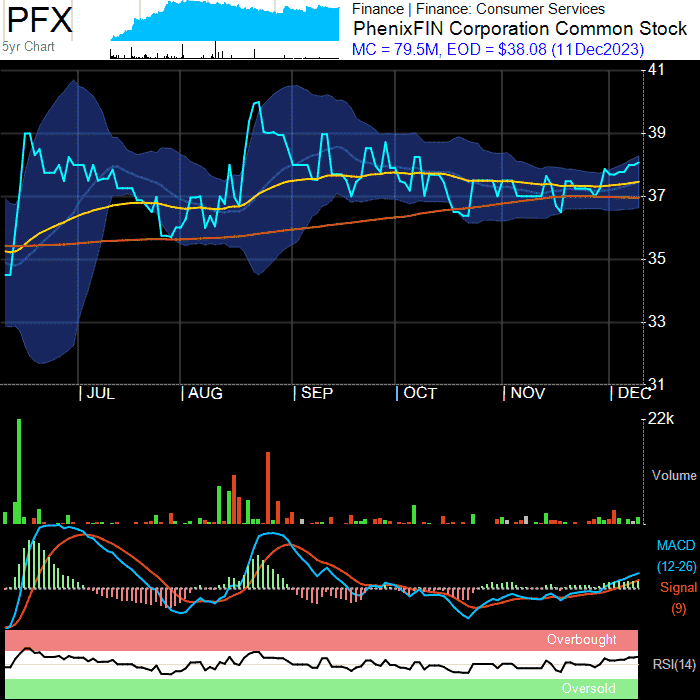 PFX
5yr Chart
Finance | Finance: Consumer Services
PhenixFIN Corporation Common Stock
MC = 79.5M, EOD = $38.08 (11Dec2023)
41
39
37
35
33
31
JUL AUG SEP OCT NOV DEC
22k
Volume
MACD
(12-26)
Signal
(9)
Overbought
RSI(14)
Oversold